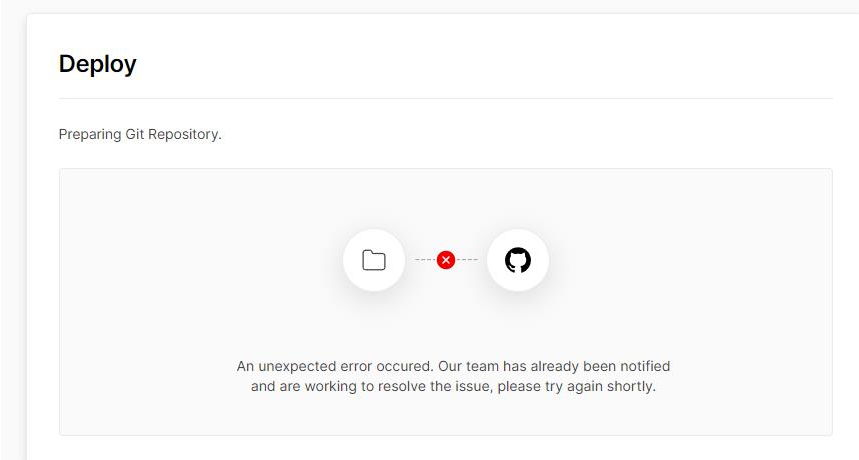 Deploy
Preparing Git Repository.
An unexpected error occured. Our team has already been notified
and are working to resolve the issue, please try again shortly.